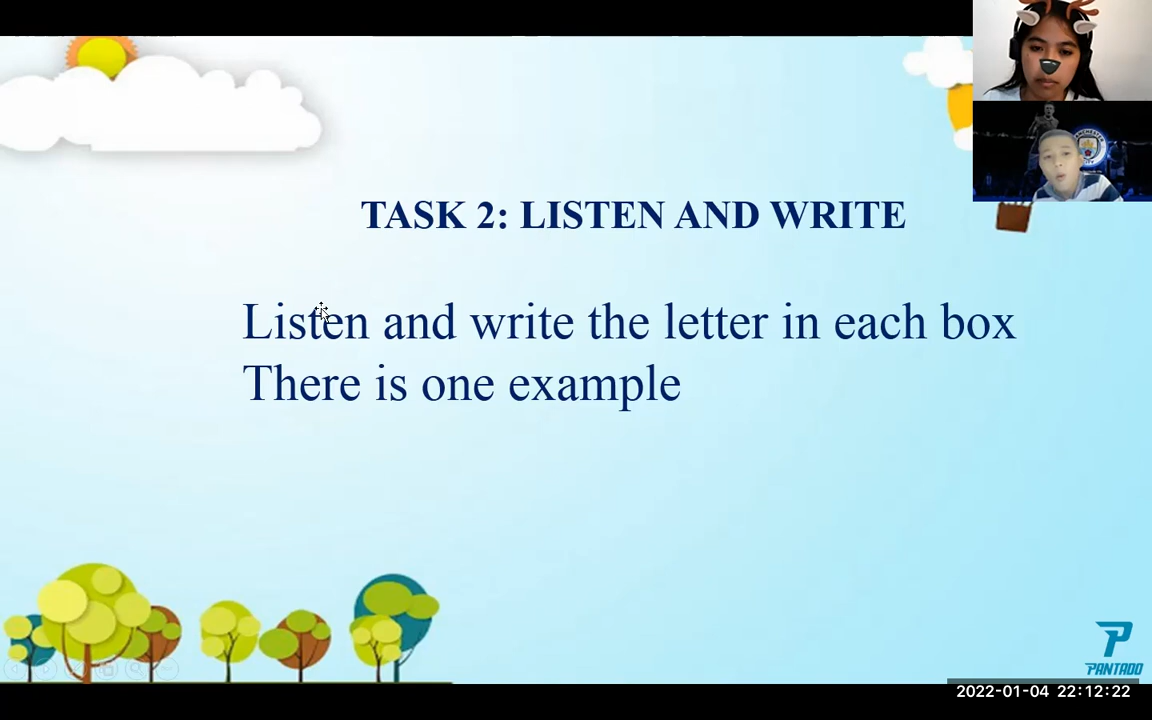 TASK 2: LISTEN AND WRITE
Listen and write the letter in each box
There is one example
PANTADO
2022-01-04 22:12:22